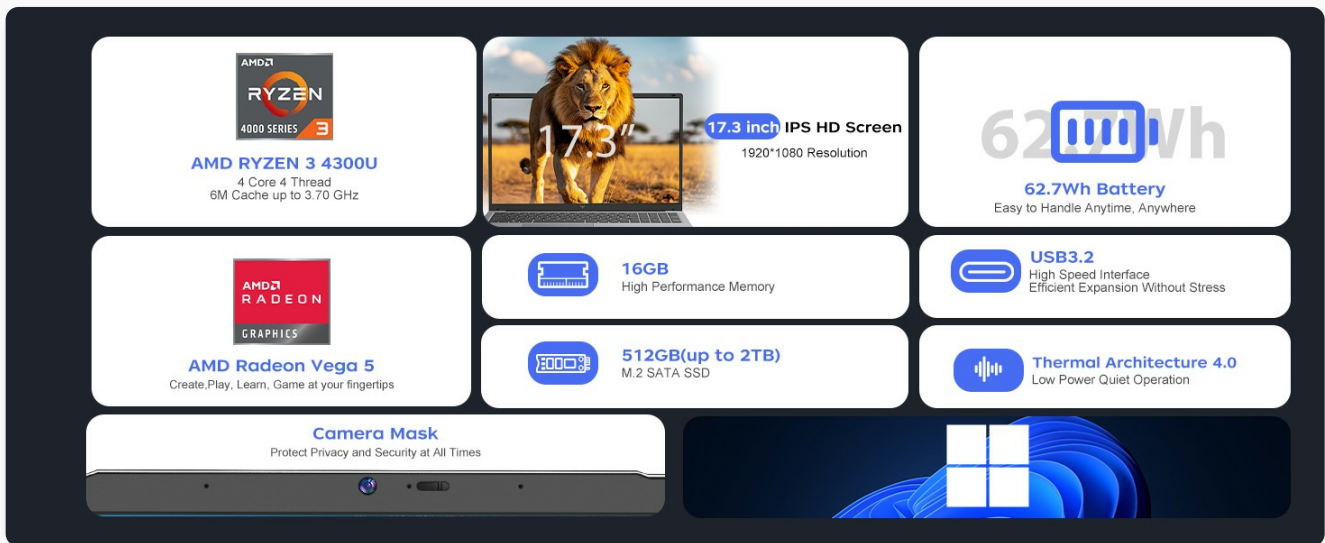 AMD
RYZEN
4000 SERIES 3
AMD RYZEN 3 4300U
4 Core 4 Thread
6M Cache up to 3.70 GHz
17.3"
17.3 inch IPS HD Screen
1920*1080 Resolution
62.7Wh
62.7Wh Battery
Easy to Handle Anytime, Anywhere
AMD
RADEON
GRAPHICS
AMD Radeon Vega 5
Create,Play, Learn, Game at your fingertips
16GB
High Performance Memory
512GB(up to 2TB)
M.2 SATA SSD
USB3.2
High Speed Interface
Efficient Expansion Without Stress
Thermal Architecture 4.0
Low Power Quiet Operation
Camera Mask
Protect Privacy and Security at All Times